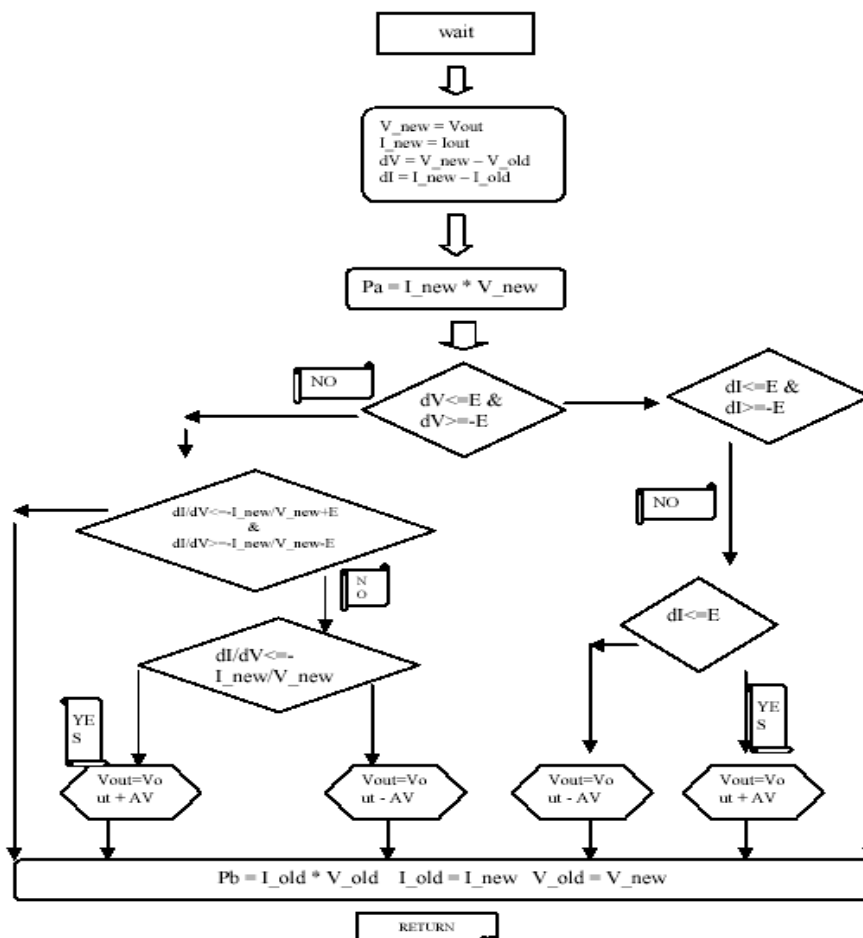 wait
V_new = Vout
I_new = Iout
dV = V_new – V_old
dI = I_new – I_old
Pa = I_new * V_new
NO
dV<=E &
dV>=-E
dI<=E &
dI>=-E
dI/dV<=-I_new/V_new+E
&
dI/dV>=-I_new/V_new-E
NO
N
O
dI<=E
dI/dV<=-
I_new/V_new
YE
S
YE
S
Vout=Vo
ut + AV
Vout=Vo
ut - AV
Vout=Vo
ut - AV
Vout=Vo
ut + AV
Pb = I_old * V_old I_old = I_new V_old = V_new
RETURN